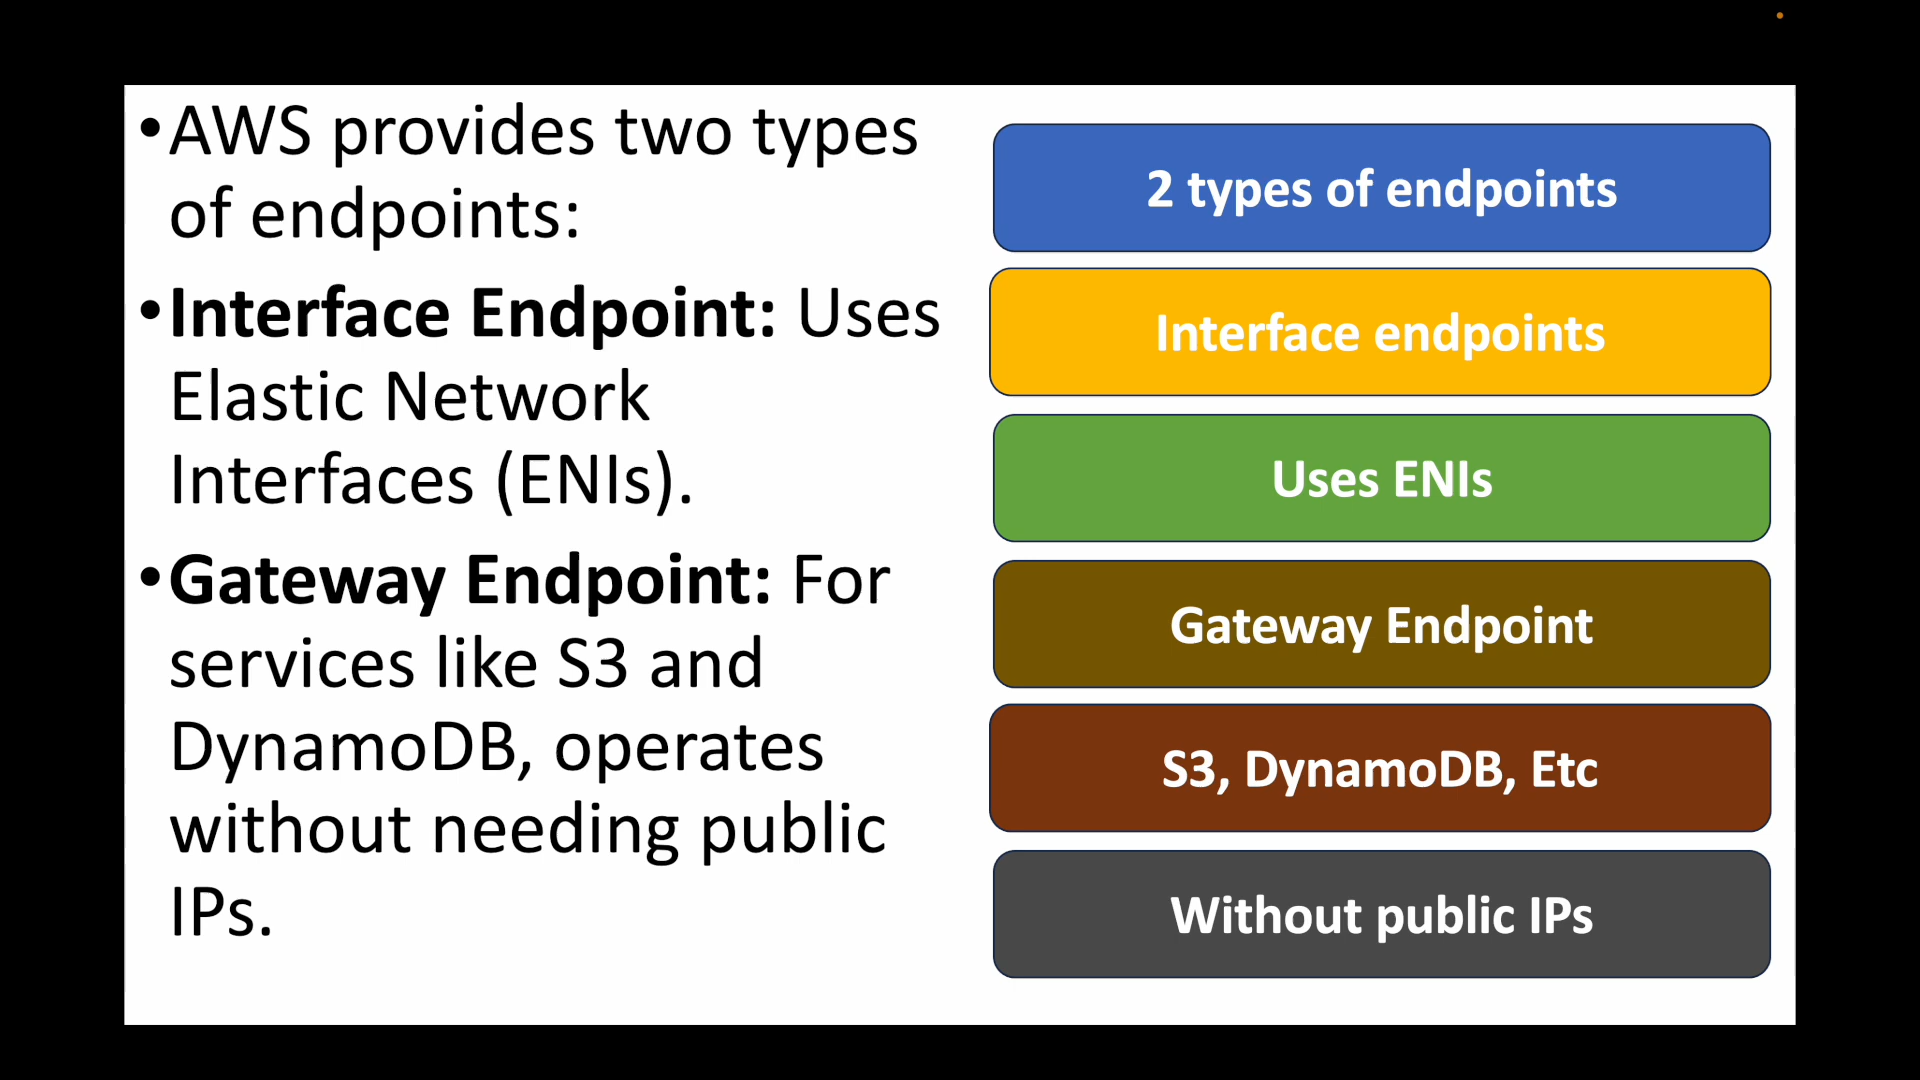 •AWS provides two types
of endpoints:
•Interface Endpoint: Uses
Elastic Network
Interfaces (ENIs).
•Gateway Endpoint: For
services like S3 and
DynamoDB, operates
without needing public
IPs.
2 types of endpoints
Interface endpoints
Uses ENIs
Gateway Endpoint
S3, DynamoDB, Etc
Without public IPs